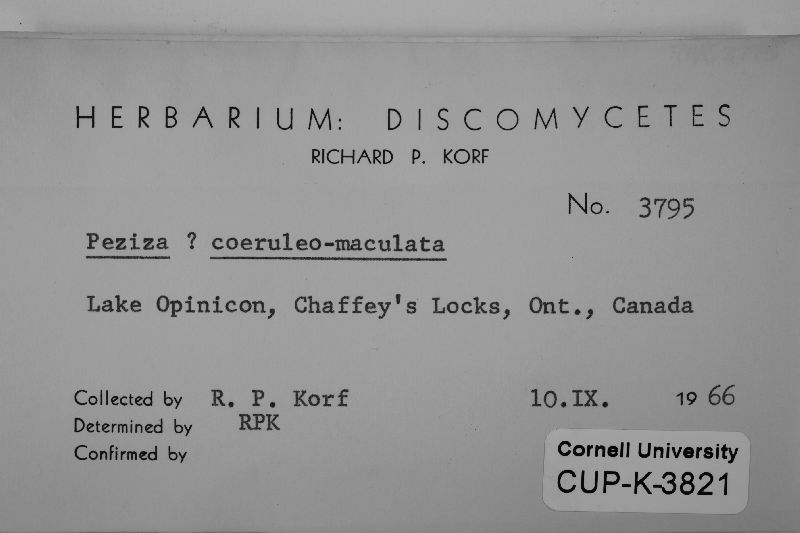 HERBARIUM: DISCOMYCETES
RICHARD P. KORF
No. 3795
Peziza ? coeruleo-maculata
Lake Opinicon, Chaffey's Locks, Ont., Canada
Collected by R. P. Korf 10.IX. 1966
Determined by RPK
Confirmed by
Cornell University
CUP-K-3821